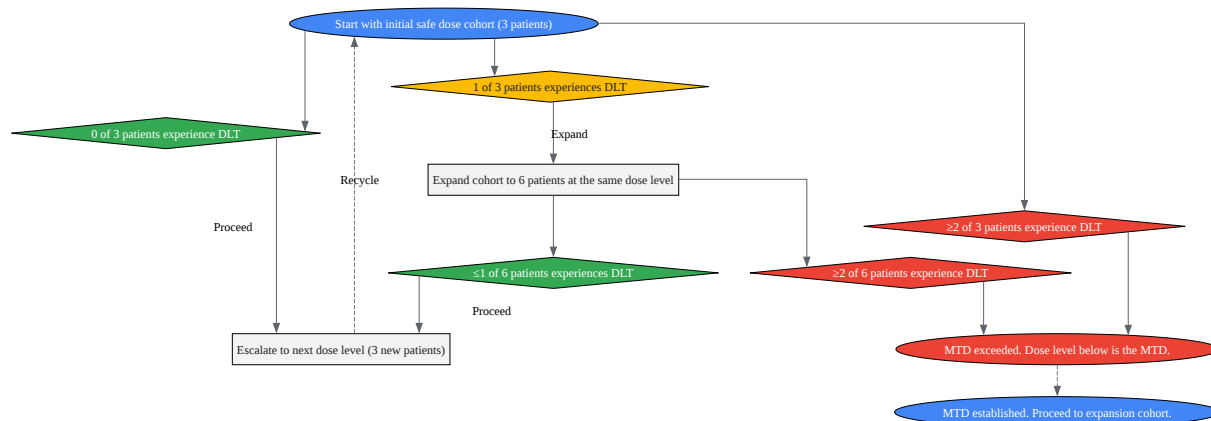 Start with initial safe dose cohort (3 patients)
1 of 3 patients experiences DLT
0 of 3 patients experience DLT
Expand
Recycle
Expand cohort to 6 patients at the same dose level
Proceed
≥2 of 3 patients experience DLT
≤1 of 6 patients experiences DLT
≥2 of 6 patients experience DLT
Proceed
Escalate to next dose level (3 new patients)
MTD exceeded. Dose level below is the MTD.
MTD established. Proceed to expansion cohort.